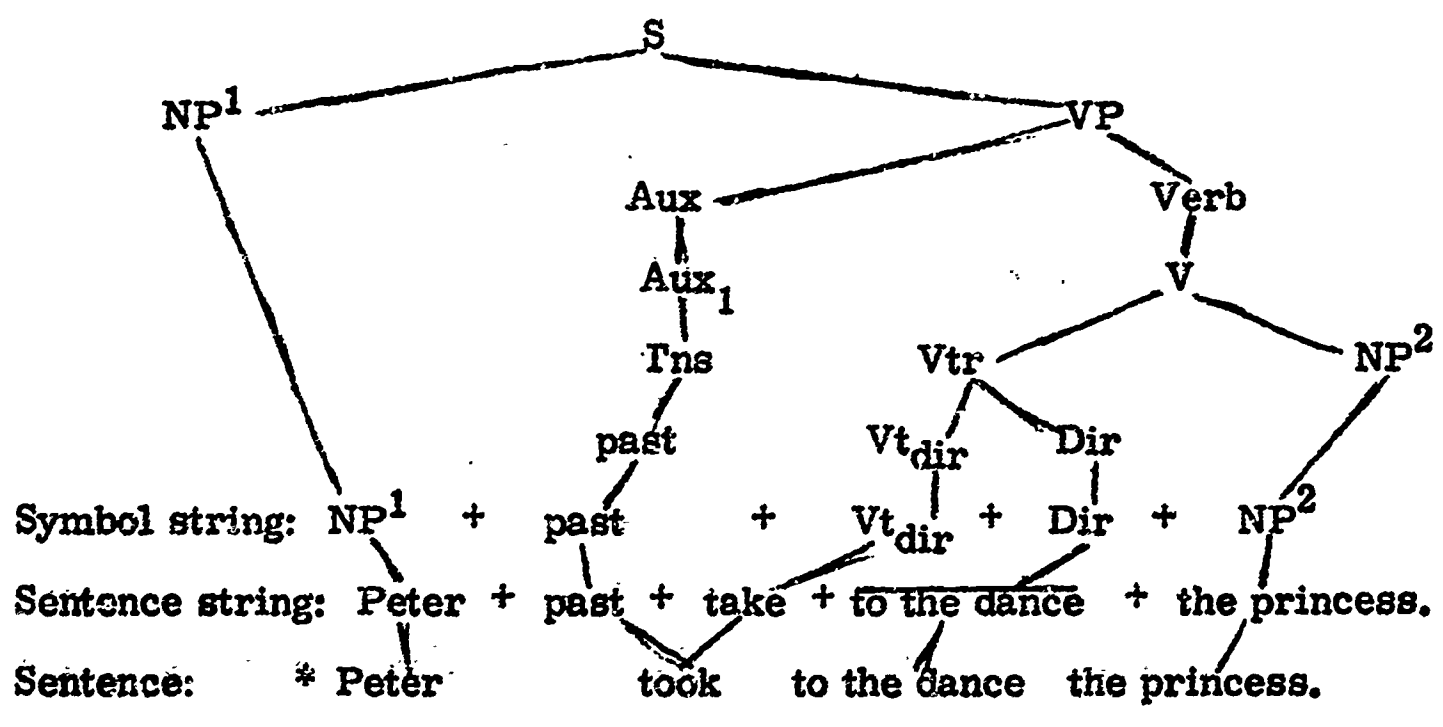 S
NP¹ VP
Aux Verb
Aux₁ V
Tns Vtr NP²
past Vt_dir Dir
Symbol string: NP¹ + past + Vt_dir + Dir + NP²
Sentence string: Peter + past + take + to the dance + the princess.
Sentence: * Peter took to the dance the princess.